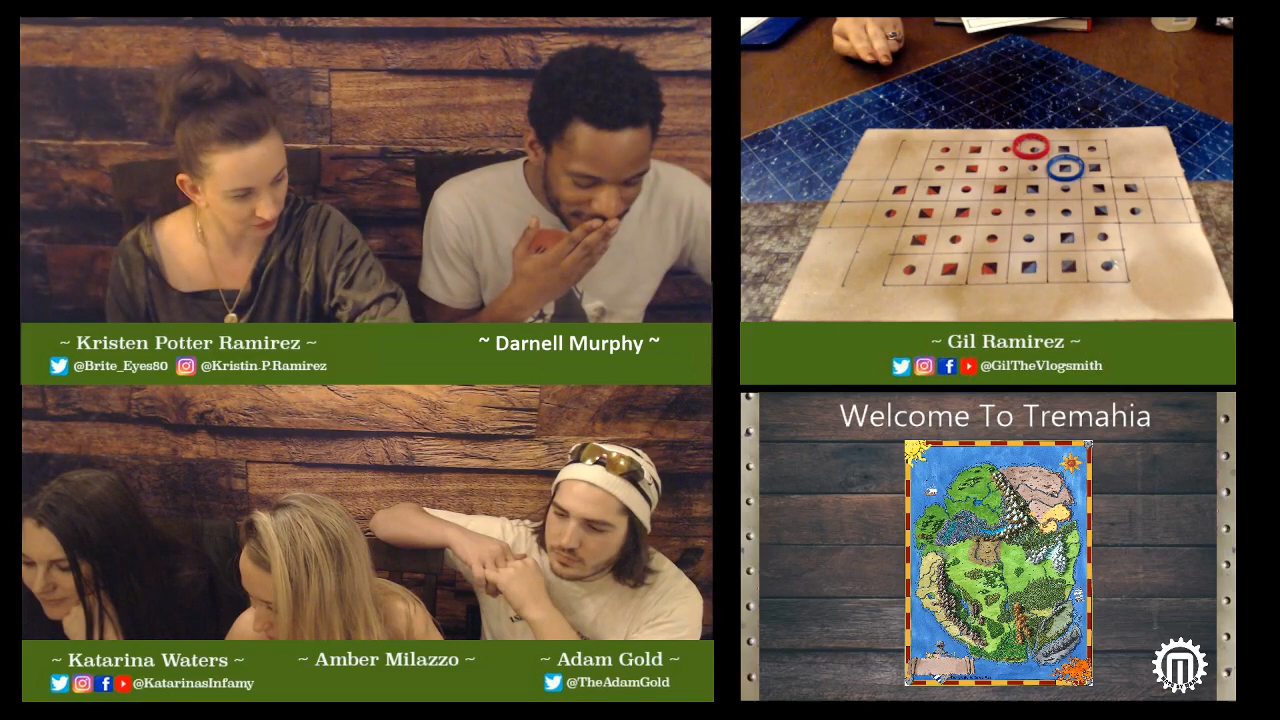 ~ Kristen Potter Ramirez ~
@Brite_Eyes80 @Kristin.P.Ramirez
~ Darnell Murphy ~
~ Gil Ramirez ~
@GilTheVlogsmith
~ Katarina Waters ~
@KatarinasInfamy
~ Amber Milazzo ~
~ Adam Gold ~
@TheAdamGold
Welcome To Tremahia